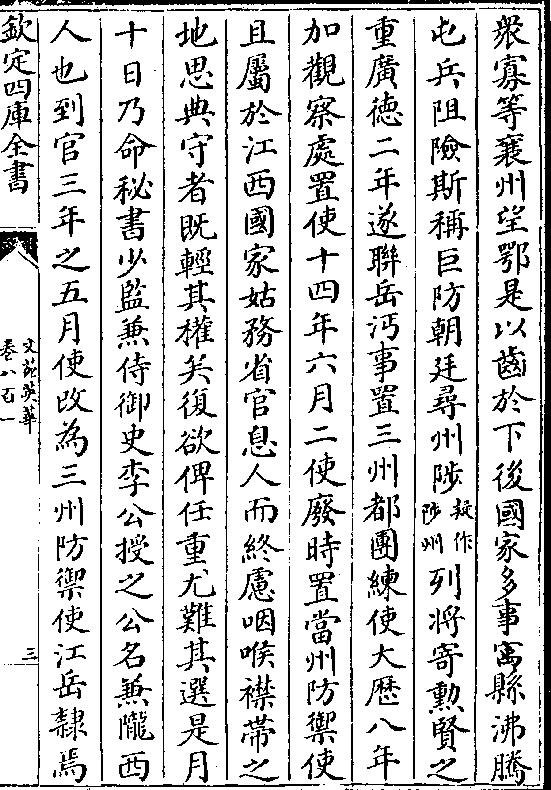 衆寡等襄州望鄂是以齒於下後國家多事寓縣沸騰
屯兵阻險斯稱巨防朝廷尋州陟疑作陟州列將寄勲賢之
重廣徳二年遂聯岳沔事置三州都團練使大歴八年
加觀察處置使十四年六月二使廢時置當州防禦使
且屬於江西國家姑務省官息人而終慮咽喉襟帶之
地思典守者既輕其權矣復欲俾任重尤難其選是月
十日乃命秘書少監兼侍御史李公授之公名兼隴西
人也到官三年之五月使改為三州防禦使江岳隸焉
欽定四庫全書
文苑英華
卷八百一
三